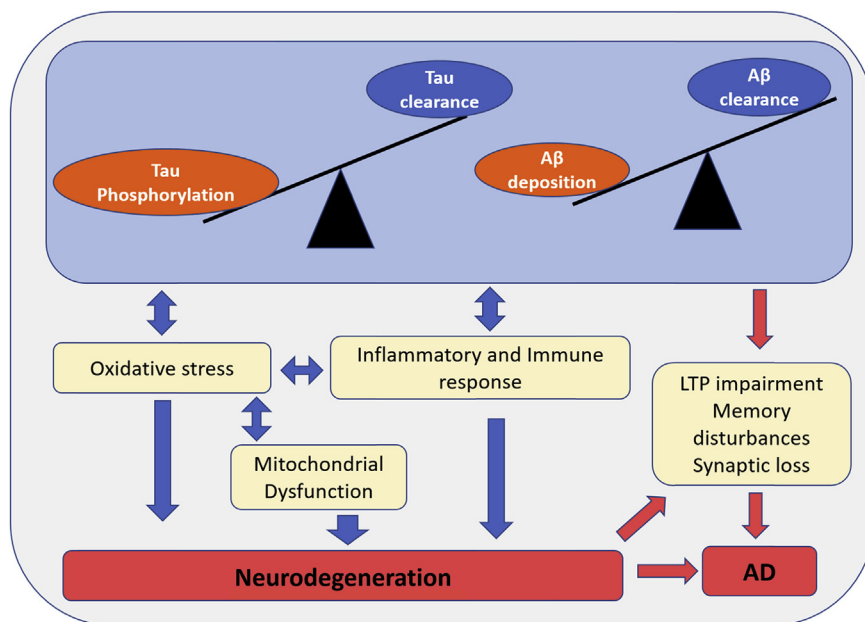 Tau
clearance
Aβ
clearance
Tau
Phosphorylation
Aβ
deposition
Oxidative stress
Inflammatory and Immune
response
LTP impairment
Memory
disturbances
Synaptic loss
Mitochondrial
Dysfunction
Neurodegeneration
AD